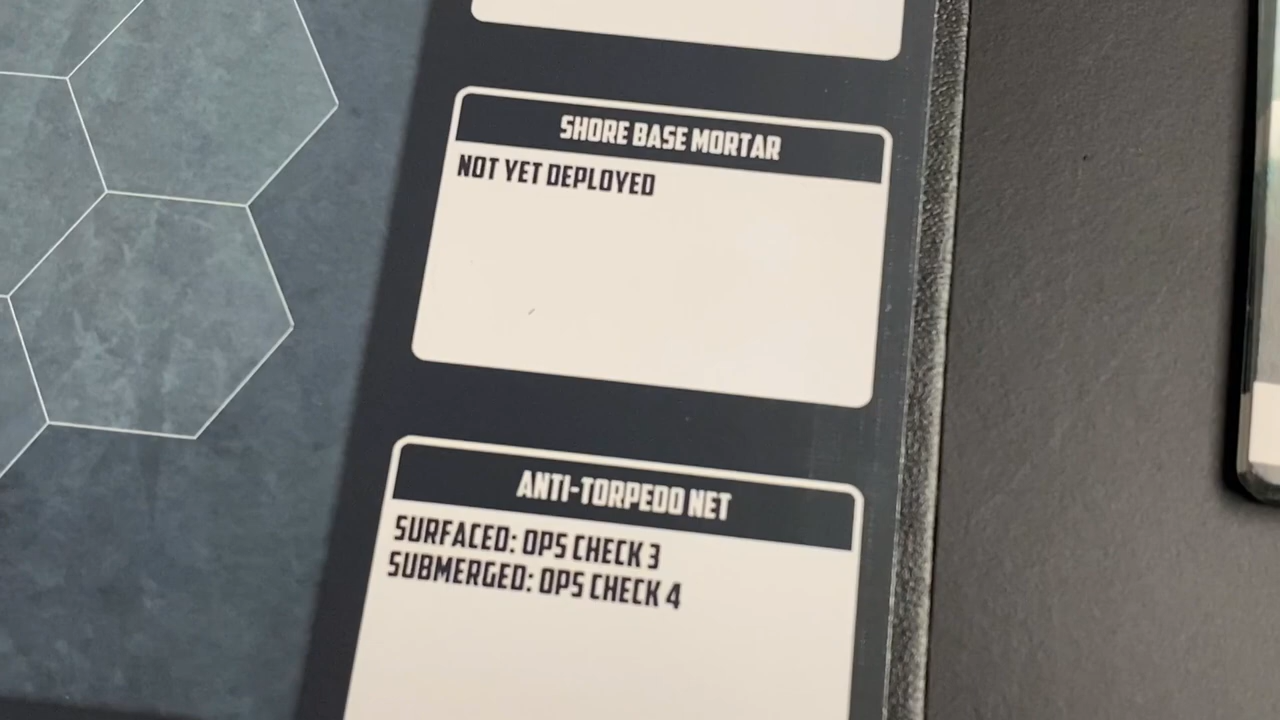 SHORE BASE MORTAR
NOT YET DEPLOYED
ANTI-TORPEDO NET
SURFACED: OPS CHECK 3
SUBMERGED: OPS CHECK 4